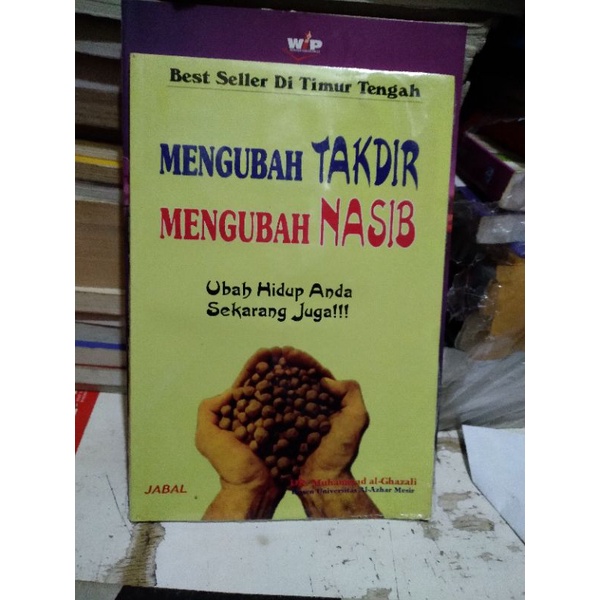 WIP
Best Seller Di Timur Tengah
MENGUBAH TAKDIR
MENGUBAH NASIB
Ubah Hidup Anda
Sekarang Juga!!!
Muhammad al-Ghazali
Dosen Universitas Al-Azhar Mesir
JABAL